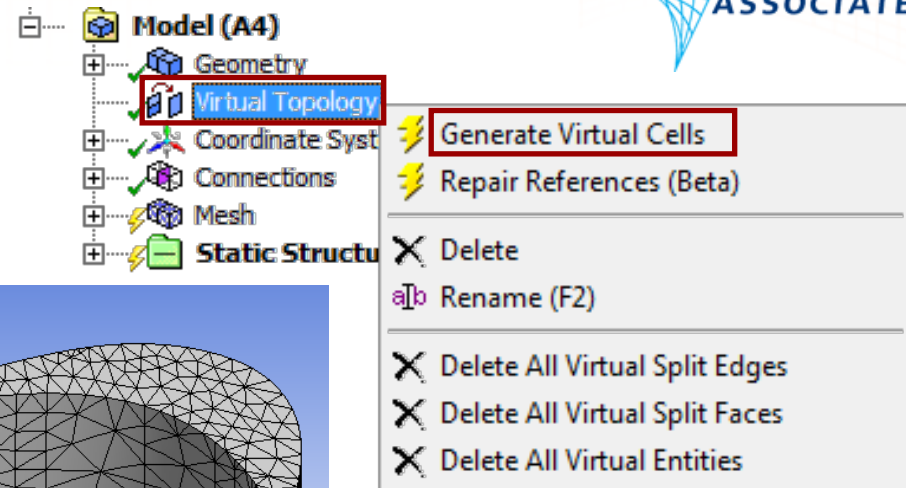 ASSOCIATE
Model (A4)
Geometry
Virtual Topology
Coordinate Syst
Connections
Mesh
Static Structu
Generate Virtual Cells
Repair References (Beta)
Delete
Rename (F2)
Delete All Virtual Split Edges
Delete All Virtual Split Faces
Delete All Virtual Entities